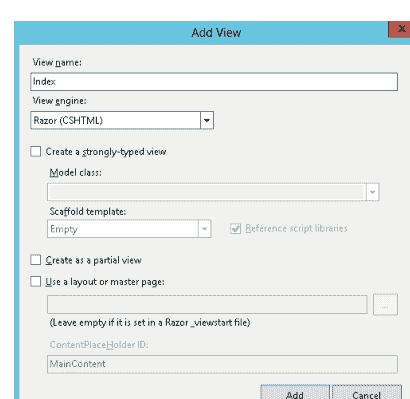 Add View
x
View name:
Index
View engine:
Razor (CSHTML)
Create a strongly-typed view
Model class:
Scaffold template:
Empty
Reference script libraries
Create as a partial view
Use a layout or master page:
...
(Leave empty if it is set in a Razor _viewstart file)
ContentPlaceHolder ID:
MainContent
Add Cancel